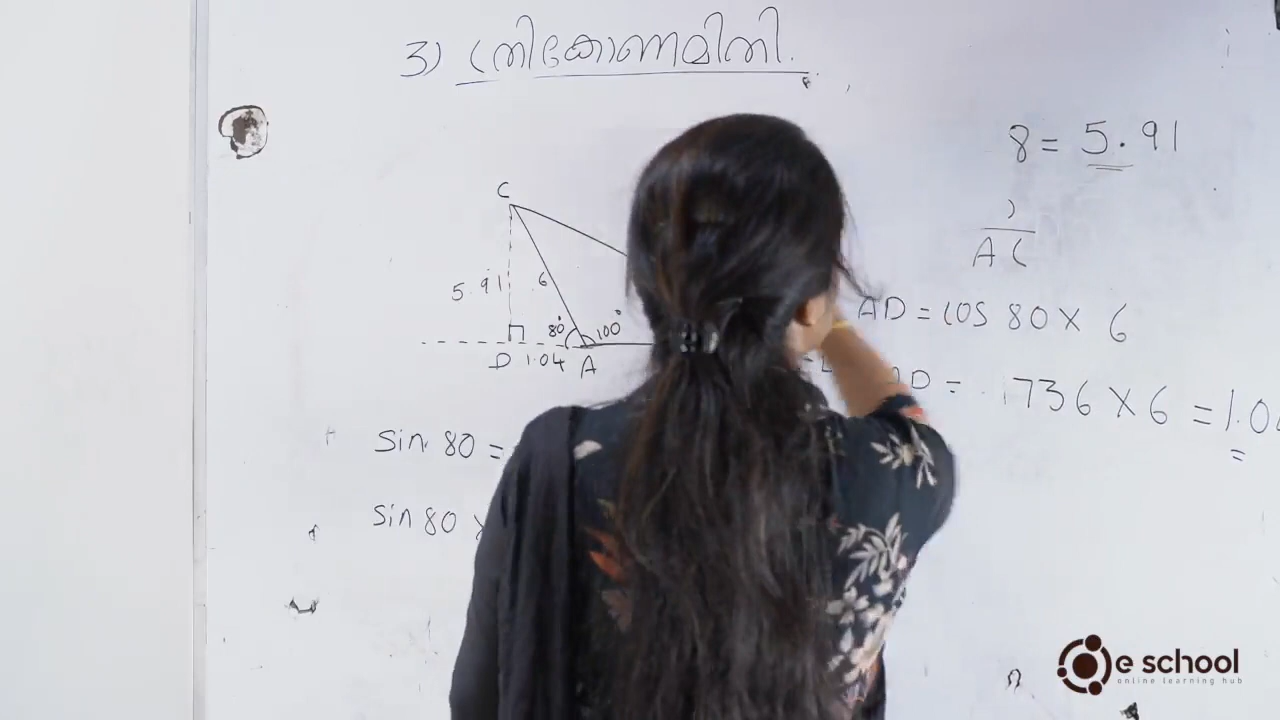 3) ത്രികോണമിതി.
8 = 5.91
AC
C
5.91 6
80° 100°
D 1.04 A
AD = cos 80 x 6
D = .1736 x 6 = 1.0
sin 80 =
sin 80
e school
online learning hub